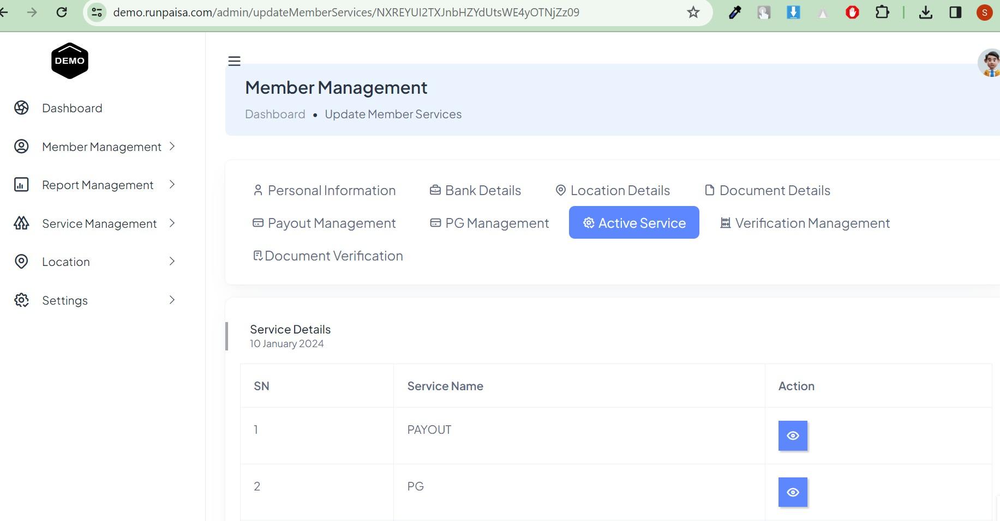 demo.runpaisa.com/admin/updateMemberServices/NXREYUI2TXJnbHZYdUtsWE4yOTNjZz09
S
DEMO
Dashboard
Member Management
Report Management
Service Management
Location
Settings
Member Management
Dashboard • Update Member Services
Personal Information Bank Details Location Details Document Details
Payout Management PG Management Active Service Verification Management
Document Verification
Service Details
10 January 2024
SN Service Name Action
1 PAYOUT
2 PG